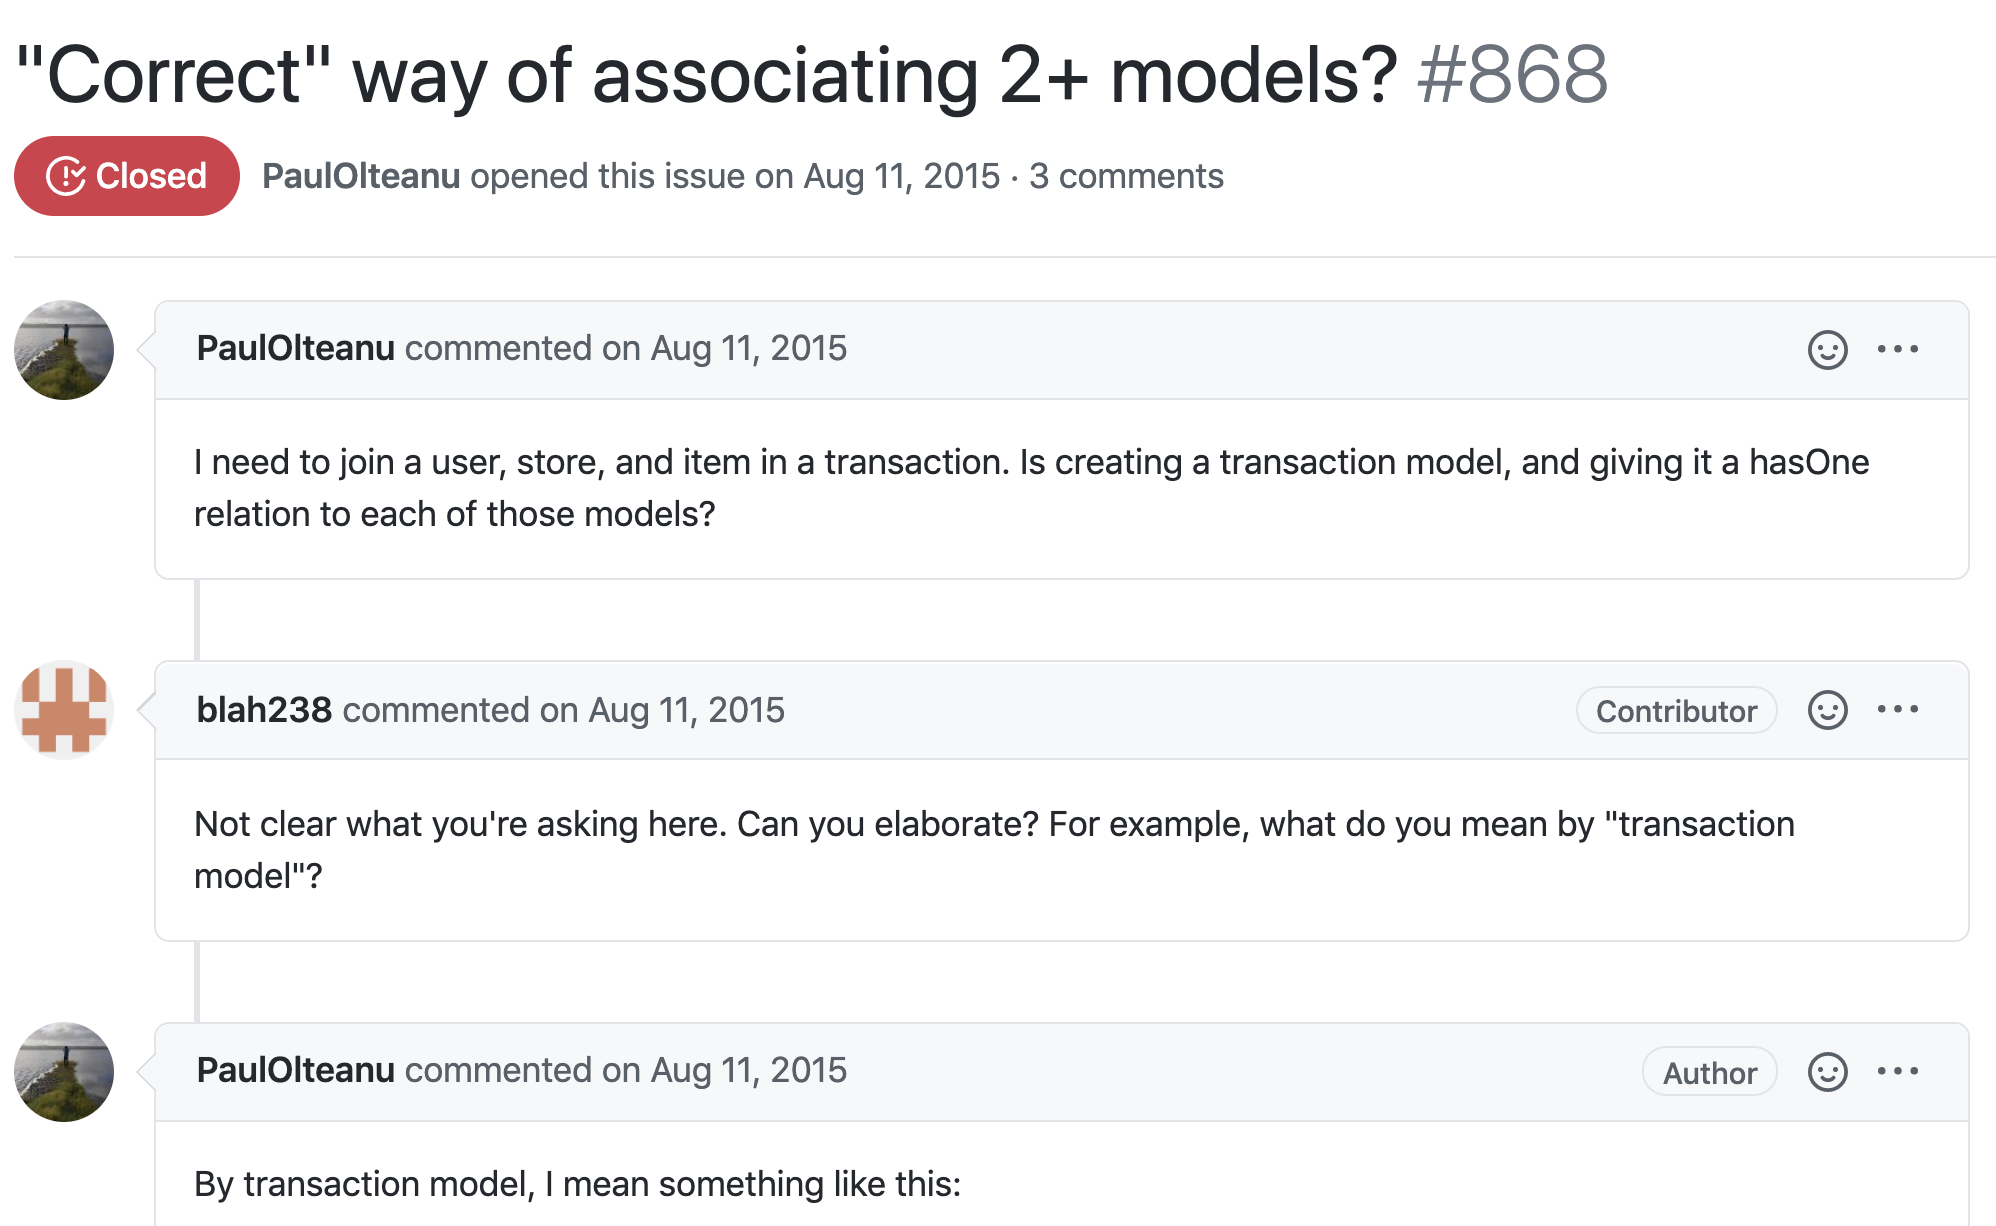 "Correct" way of associating 2+ models? #868
Closed PaulOlteanu opened this issue on Aug 11, 2015 · 3 comments
PaulOlteanu commented on Aug 11, 2015
I need to join a user, store, and item in a transaction. Is creating a transaction model, and giving it a hasOne
relation to each of those models?
blah238 commented on Aug 11, 2015 Contributor
Not clear what you're asking here. Can you elaborate? For example, what do you mean by "transaction
model"?
PaulOlteanu commented on Aug 11, 2015 Author
By transaction model, I mean something like this: